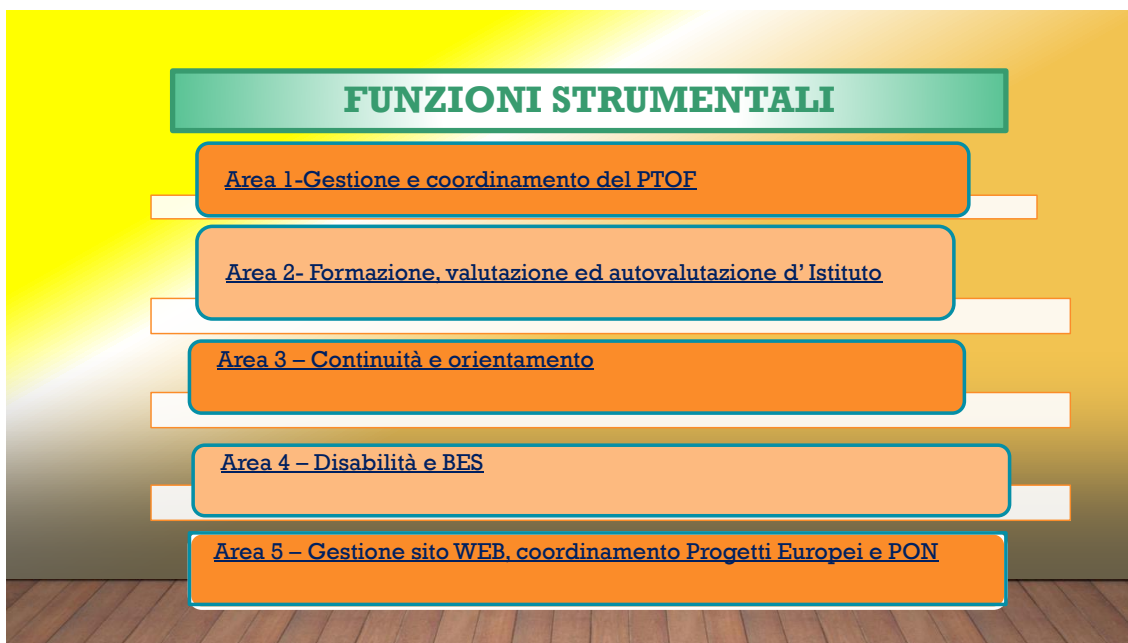 FUNZIONI STRUMENTALI
Area 1-Gestione e coordinamento del PTOF
Area 2- Formazione, valutazione ed autovalutazione d’ Istituto
Area 3 – Continuità e orientamento
Area 4 – Disabilità e BES
Area 5 – Gestione sito WEB, coordinamento Progetti Europei e PON